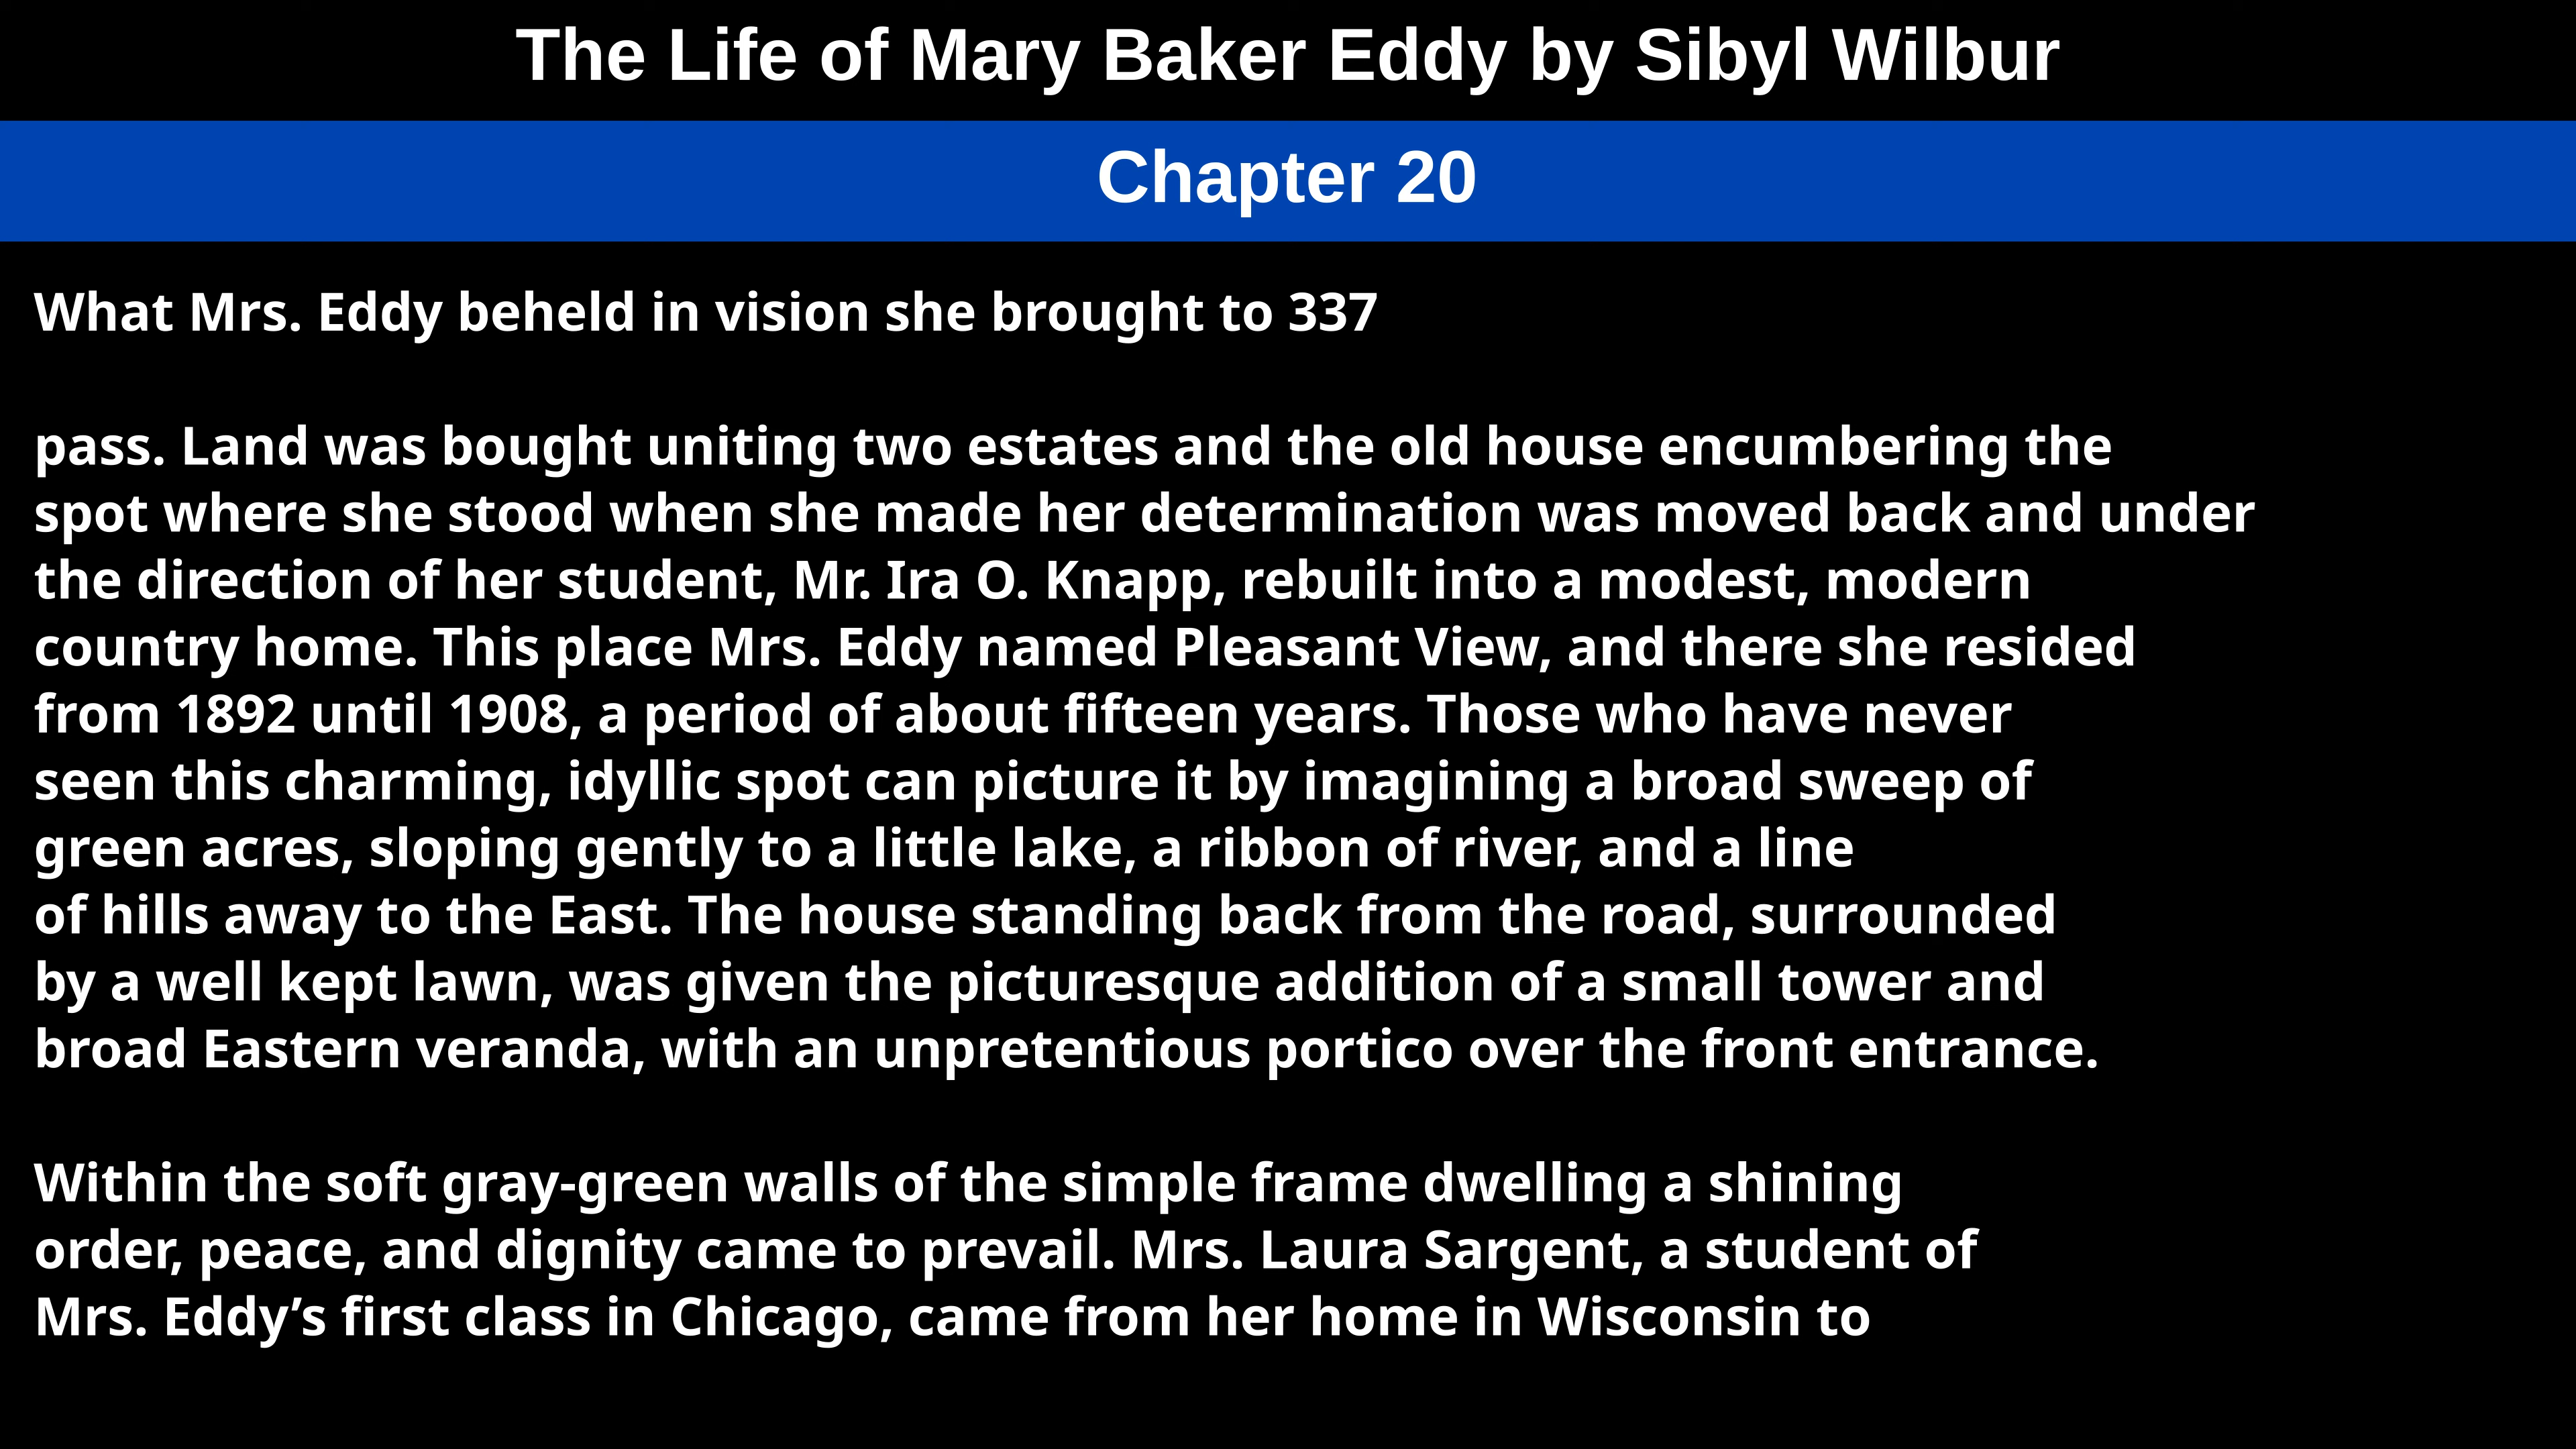 The Life of Mary Baker Eddy by Sibyl Wilbur
Chapter 20
What Mrs. Eddy beheld in vision she brought to 337
pass. Land was bought uniting two estates and the old house encumbering the
spot where she stood when she made her determination was moved back and under
the direction of her student, Mr. Ira O. Knapp, rebuilt into a modest, modern
country home. This place Mrs. Eddy named Pleasant View, and there she resided
from 1892 until 1908, a period of about fifteen years. Those who have never
seen this charming, idyllic spot can picture it by imagining a broad sweep of
green acres, sloping gently to a little lake, a ribbon of river, and a line
of hills away to the East. The house standing back from the road, surrounded
by a well kept lawn, was given the picturesque addition of a small tower and
broad Eastern veranda, with an unpretentious portico over the front entrance.
Within the soft gray-green walls of the simple frame dwelling a shining
order, peace, and dignity came to prevail. Mrs. Laura Sargent, a student of
Mrs. Eddy’s first class in Chicago, came from her home in Wisconsin to